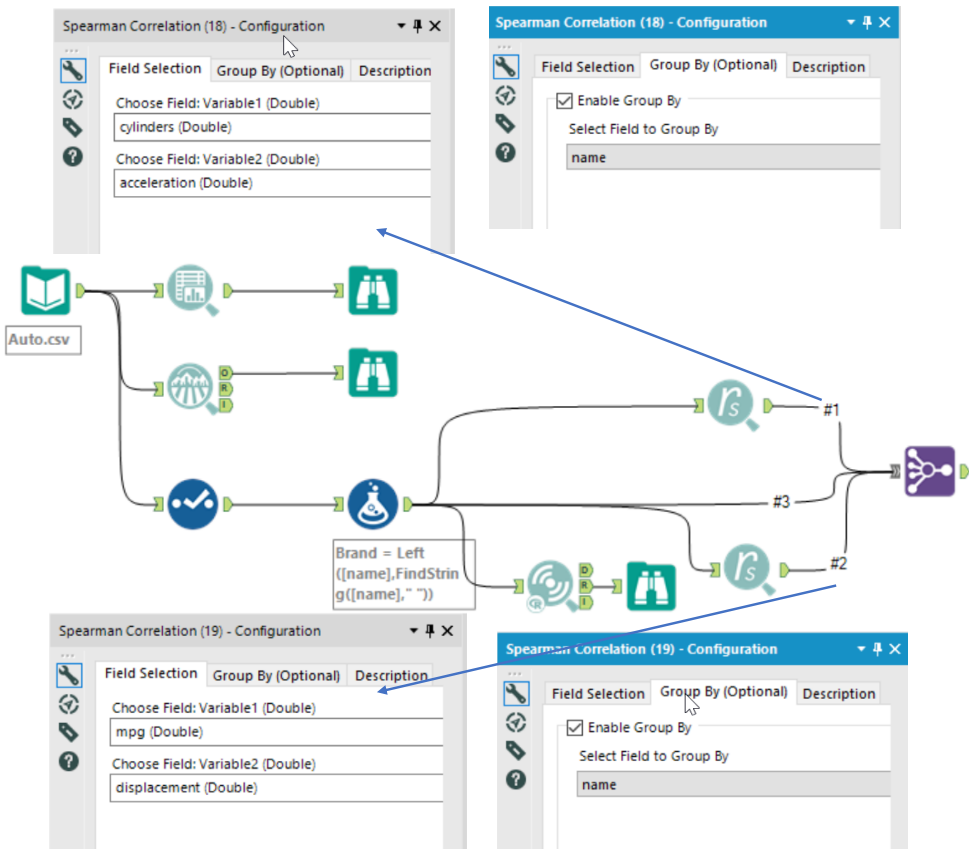 Spearman Correlation (18) - Configuration
Field Selection
Group By (Optional)
Description
Choose Field: Variable1 (Double)
cylinders (Double)
Choose Field: Variable2 (Double)
acceleration (Double)
Spearman Correlation (18) - Configuration
Field Selection
Group By (Optional)
Description
Enable Group By
Select Field to Group By
name
Auto.csv
D
R
I
rs
#1
#3
Brand = Left
([name],FindStrin
g([name]," "))
D
R
I
R
rs
#2
Spearman Correlation (19) - Configuration
Field Selection
Group By (Optional)
Description
Choose Field: Variable1 (Double)
mpg (Double)
Choose Field: Variable2 (Double)
displacement (Double)
Spearman Correlation (19) - Configuration
Field Selection
Group By (Optional)
Description
Enable Group By
Select Field to Group By
name